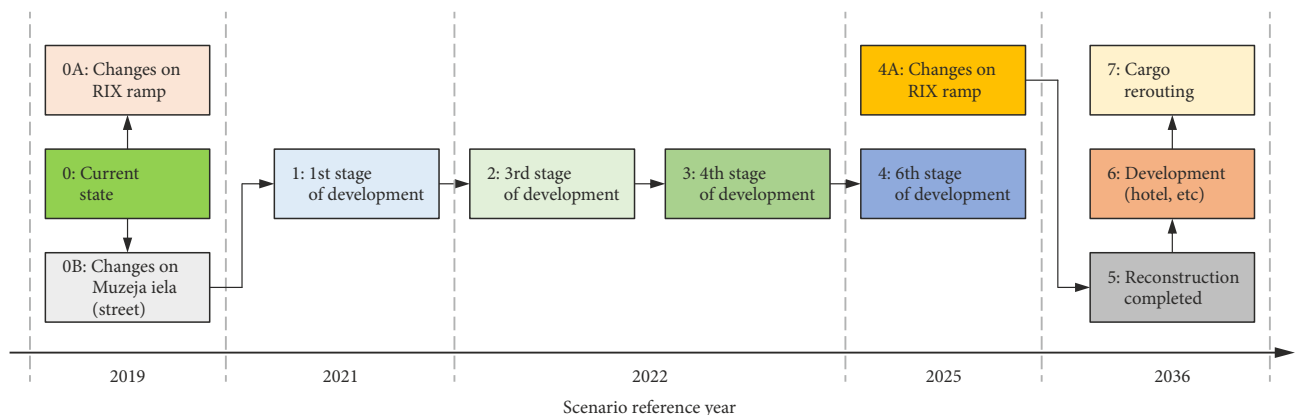 0A: Changes on
RIX ramp
4A: Changes on
RIX ramp
7: Cargo
rerouting
0: Current
state
1: 1st stage
of development
2: 3rd stage
of development
3: 4th stage
of development
4: 6th stage
of development
6: Development
(hotel, etc)
0B: Changes on
Muzeja iela
(street)
5: Reconstruction
completed
2019
2021
2022
2025
2036
Scenario reference year